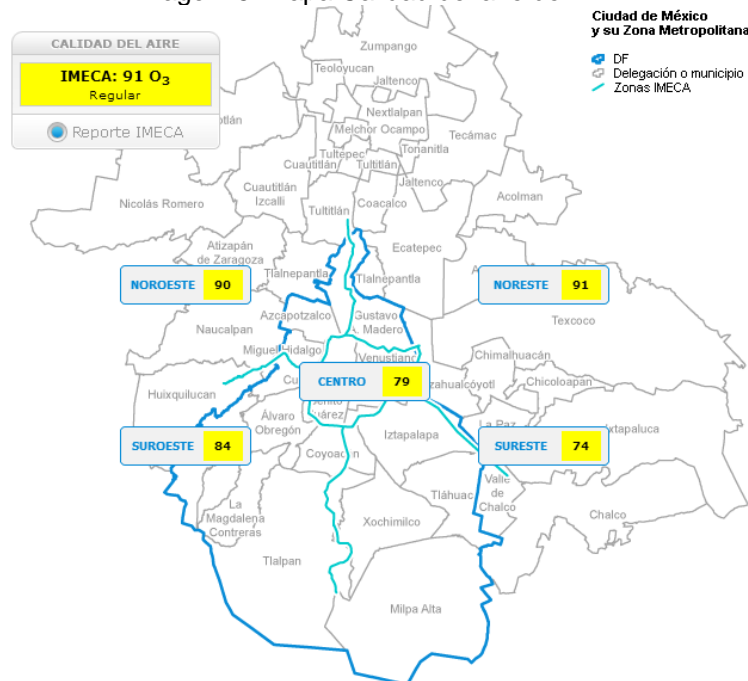 Ciudad de México
y su Zona Metropolitana
DF
Delegación o municipio
Zonas IMECA
CALIDAD DEL AIRE
IMECA: 91 O3
Regular
Reporte IMECA
Zumpango
Teoloyucan
Jaltenco
Nextlalpan
Melchor Ocampo
Tecámac
Tultepec
Tonanitla
Cuautitlán
Tultitlán
Jaltenco
Cuautitlán
Izcalli
Coacalco
Acolman
Nicolás Romero
Tultitlán
Atizapán
de Zaragoza
Ecatepec
Tlalnepantla
Tlalnepantla
NOROESTE 90
NORESTE 91
Azcapotzalco
Gustavo
A. Madero
Texcoco
Naucalpan
Miguel Hidalgo
Venustiano
Chimalhuacán
CENTRO 79
Chicoloapan
Huixquilucan
Álvaro
Obregón
Iztapalapa
La Paz
Ixtapaluca
SUROESTE 84
SURESTE 74
Coyoacán
Valle
de
Chalco
Tláhuac
La
Magdalena
Contreras
Xochimilco
Chalco
Tlalpan
Milpa Alta